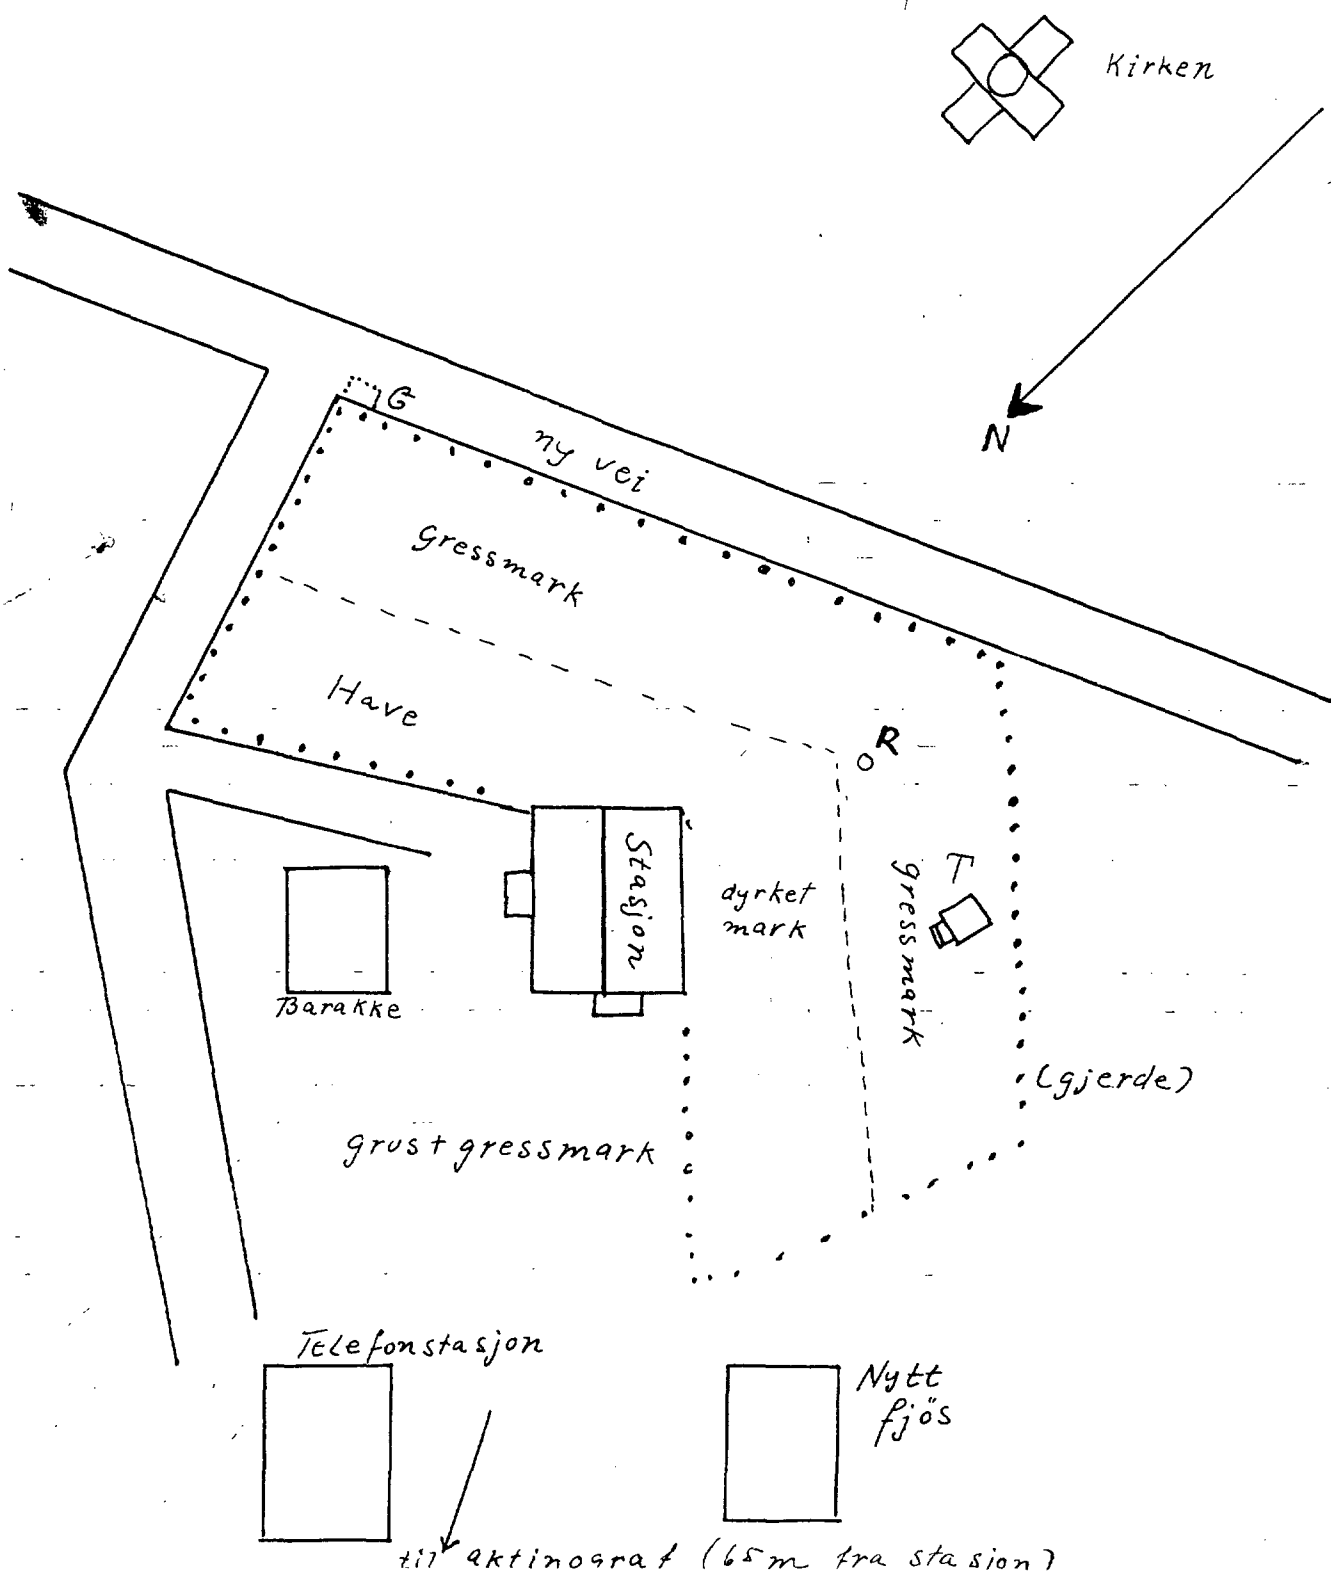 Kirken
N
G
ny vei
Gressmark
Have
R
Stasjon
dyrket
mark
T
gressmark
Barakke
(gjerde)
grus + gressmark
Telefonstasjon
Nytt
fjös
til aktinograf (65m fra stasjon)